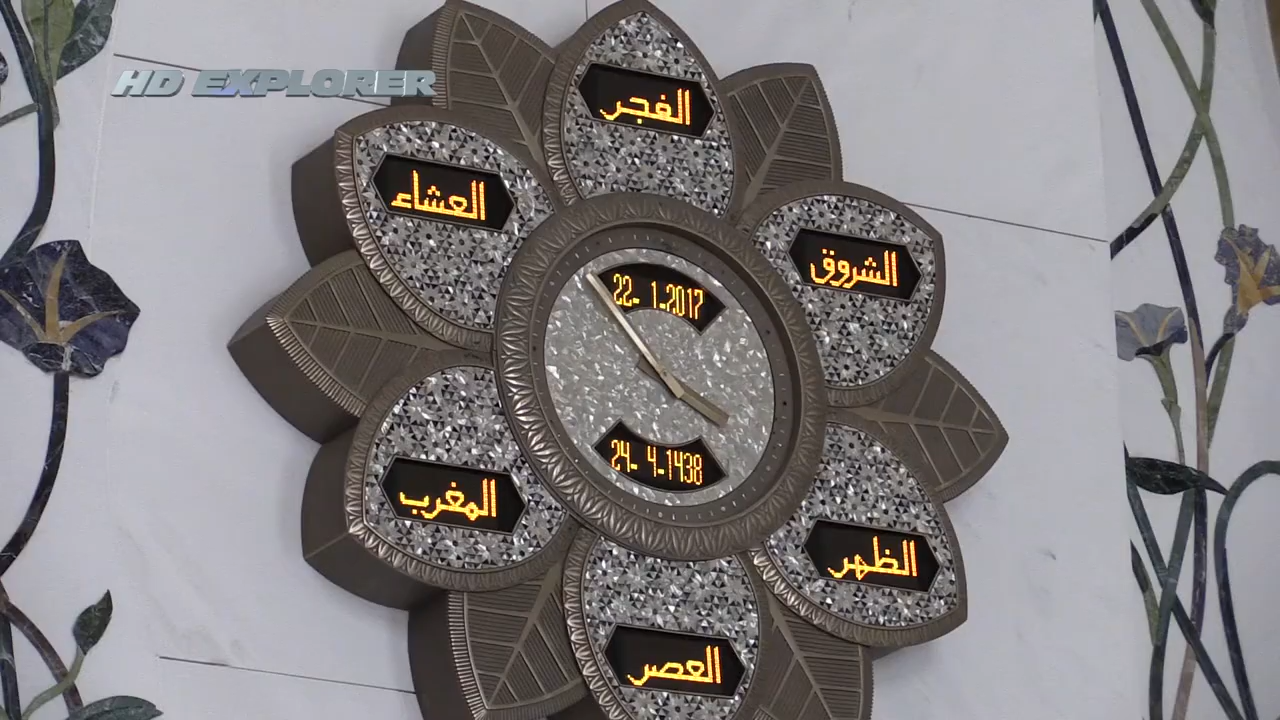 HD EXPLORER
الفجر
العشاء
الشروق
22- 1-2017
24- 4-1438
المغرب
الظهر
العصر